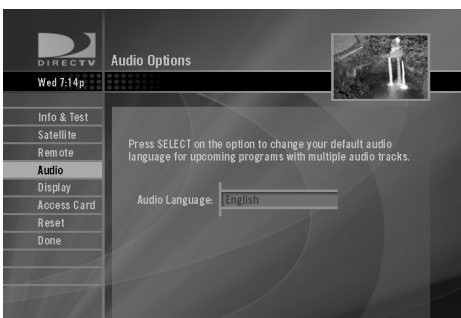 DIRECTV
Audio Options
Wed 7:14p
Info & Test
Satellite
Remote
Audio
Display
Access Card
Reset
Done
Press SELECT on the option to change your default audio
language for upcoming programs with multiple audio tracks.
Audio Language: English